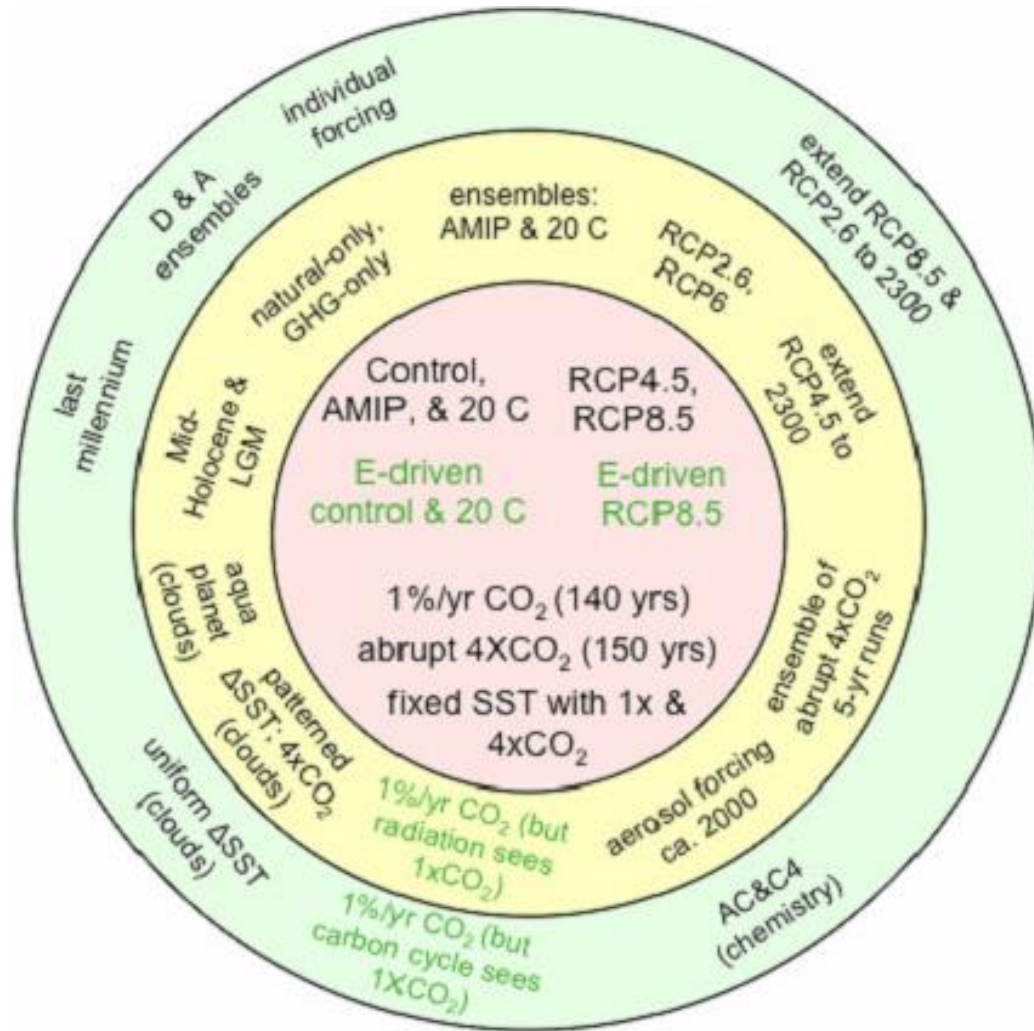 individual
forcing
D & A
ensembles
last
millennium
extend RCP8.5 &
RCP2.6 to 2300
uniform ΔSST
(clouds)
1%/yr CO₂ (but
carbon cycle sees
1XCO₂)
AC&C4
(chemistry)
ensembles:
AMIP & 20 C
natural-only,
GHG-only
RCP2.6,
RCP6
extend
RCP4.5 to
2300
Mid-
Holocene &
LGM
aqua
planet
(clouds)
patterned
ΔSST: 4xCO₂
(clouds)
1%/yr CO₂ (but
radiation sees
1xCO₂)
aerosol forcing
ca. 2000
ensemble of
abrupt 4xCO₂
5-yr runs
Control,
AMIP, & 20 C
RCP4.5,
RCP8.5
E-driven
control & 20 C
E-driven
RCP8.5
1%/yr CO₂ (140 yrs)
abrupt 4XCO₂ (150 yrs)
fixed SST with 1x &
4xCO₂